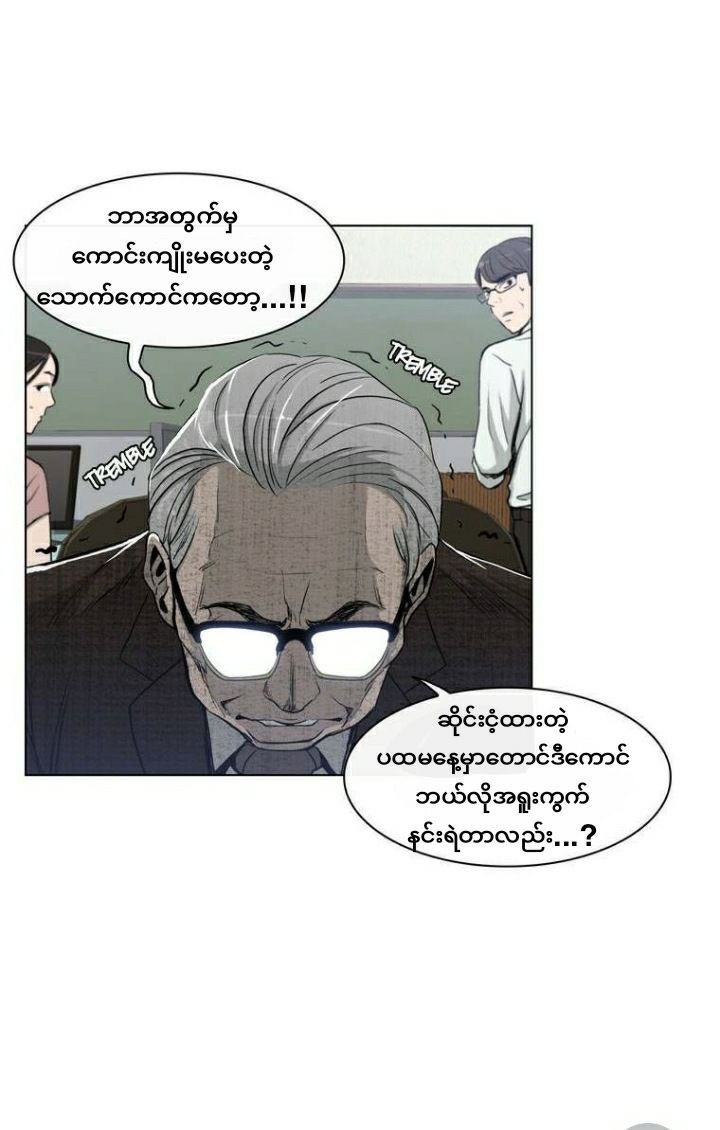 ဘာအတွက်မှ
ကောင်းကျိုးမပေးတဲ့
သောက်ကောင်ကတော့...!!
TREMBLE
TREMBLE
ဆိုင်းငံ့ထားတဲ့
ပထမနေ့မှာတောင်ဒီကောင်
ဘယ်လိုအရူးကွက်
နင်းရဲတာလည်း...?